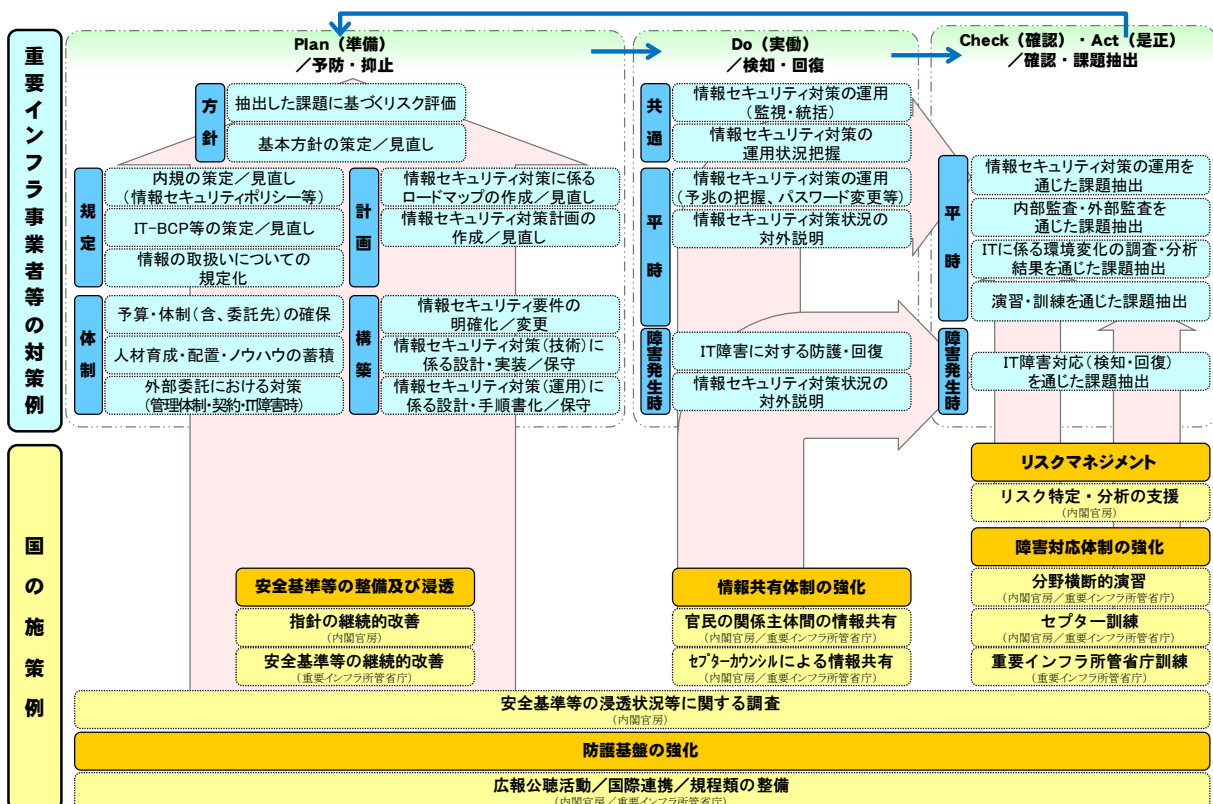 重要インフラ事業者等の対策例
Plan（準備）
／予防・抑止
方針
抽出した課題に基づくリスク評価
基本方針の策定／見直し
規定
内規の策定／見直し
（情報セキュリティポリシー等）
IT-BCP等の策定／見直し
情報の取扱いについての
規定化
計画
情報セキュリティ対策に係る
ロードマップの作成／見直し
情報セキュリティ対策計画の
作成／見直し
体制
予算・体制（含、委託先）の確保
人材育成・配置・ノウハウの蓄積
外部委託における対策
（管理体制・契約・IT障害時）
構築
情報セキュリティ要件の
明確化／変更
情報セキュリティ対策（技術）に
係る設計・実装／保守
情報セキュリティ対策（運用）に
係る設計・手順書化／保守
Do（実働）
／検知・回復
共通
情報セキュリティ対策の運用
（監視・統括）
情報セキュリティ対策の
運用状況把握
平時
情報セキュリティ対策の運用
（予兆の把握、パスワード変更等）
情報セキュリティ対策状況の
対外説明
障害発生時
IT障害に対する防護・回復
情報セキュリティ対策状況の
対外説明
Check（確認）・Act（是正）
／確認・課題抽出
平時
情報セキュリティ対策の運用を
通じた課題抽出
内部監査・外部監査を
通じた課題抽出
ITに係る環境変化の調査・分析
結果を通じた課題抽出
演習・訓練を通じた課題抽出
障害発生時
IT障害対応（検知・回復）
を通じた課題抽出
国の施策例
安全基準等の整備及び浸透
指針の継続的改善
（内閣官房）
安全基準等の継続的改善
（重要インフラ所管省庁）
情報共有体制の強化
官民の関係主体間の情報共有
（内閣官房／重要インフラ所管省庁）
ｾﾌﾟﾀｰｶｳﾝｼﾙによる情報共有
（内閣官房／重要インフラ所管省庁）
リスクマネジメント
リスク特定・分析の支援
（内閣官房）
障害対応体制の強化
分野横断的演習
（内閣官房／重要インフラ所管省庁）
セプター訓練
（内閣官房／重要インフラ所管省庁）
重要インフラ所管省庁訓練
（重要インフラ所管省庁）
安全基準等の浸透状況等に関する調査
（内閣官房）
防護基盤の強化
広報公聴活動／国際連携／規程類の整備
（内閣官房／重要インフラ所管省庁）